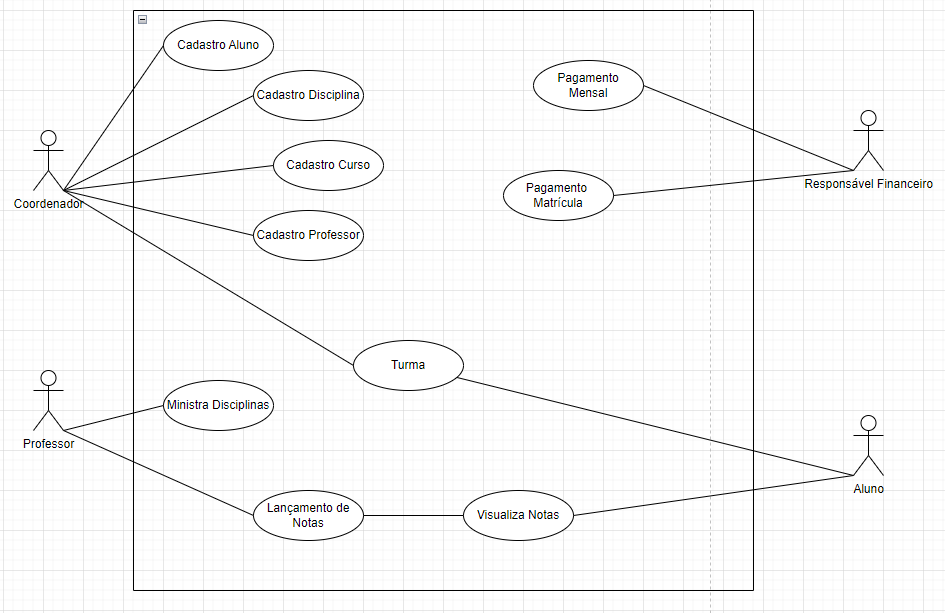 Cadastro Aluno
Cadastro Disciplina
Cadastro Curso
Cadastro Professor
Pagamento
Mensal
Pagamento
Matrícula
Coordenador
Responsável Financeiro
Turma
Ministra Disciplinas
Professor
Lançamento de
Notas
Visualiza Notas
Aluno